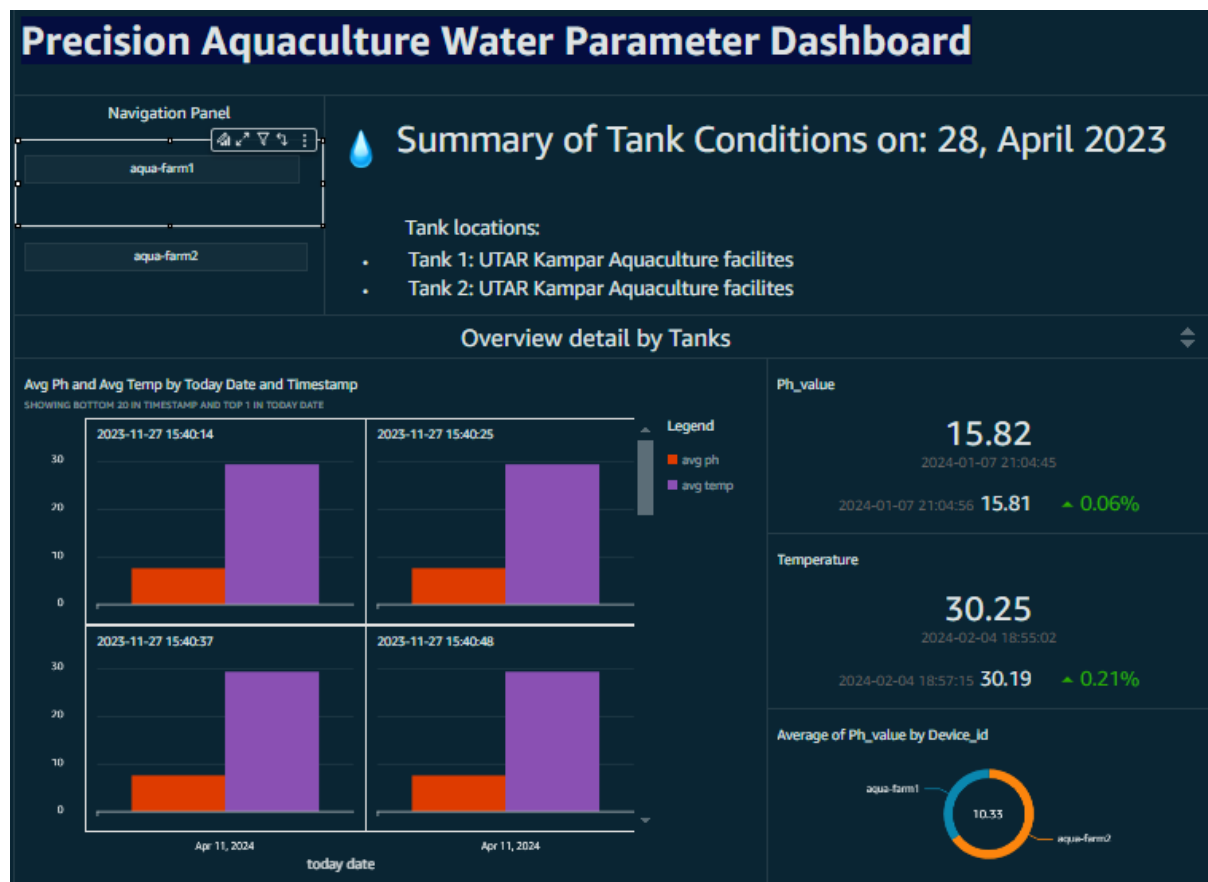 Precision Aquaculture Water Parameter Dashboard
Navigation Panel
aqua-farm1
aqua-farm2
Summary of Tank Conditions on: 28, April 2023
Tank locations:
• Tank 1: UTAR Kampar Aquaculture facilites
• Tank 2: UTAR Kampar Aquaculture facilites
Overview detail by Tanks
Avg Ph and Avg Temp by Today Date and Timestamp
SHOWING BOTTOM 20 IN TIMESTAMP AND TOP 1 IN TODAY DATE
2023-11-27 15:40:14
2023-11-27 15:40:25
30
20
10
0
2023-11-27 15:40:37
2023-11-27 15:40:48
30
20
10
0
Apr 11, 2024
Apr 11, 2024
today date
Legend
avg ph
avg temp
Ph_value
15.82
2024-01-07 21:04:45
2024-01-07 21:04:56 15.81 0.06%
Temperature
30.25
2024-02-04 18:55:02
2024-02-04 18:57:15 30.19 0.21%
Average of Ph_value by Device_id
aqua-farm1
10.33
aqua-farm2